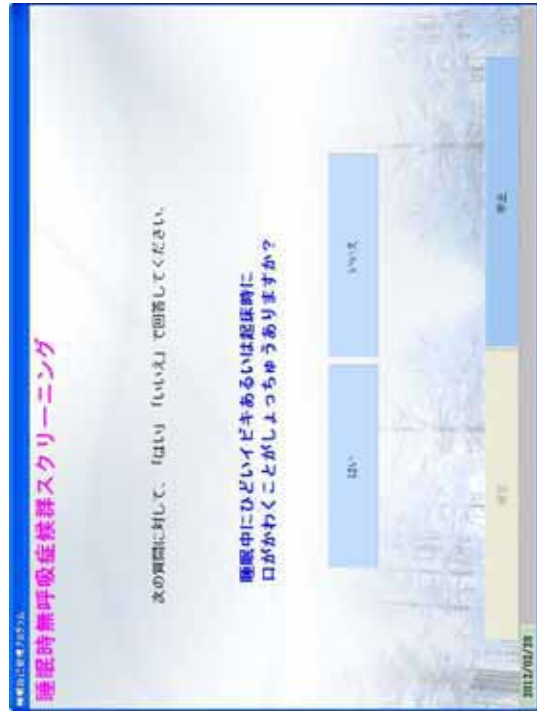 睡眠時無呼吸症候群スクリーニング
次の質問に対して、「はい」「いいえ」で回答してください。
睡眠中にひどいイビキあるいは起床時に
口がかわくことがしょっちゅうありますか?
はい
いいえ
2012/02/28